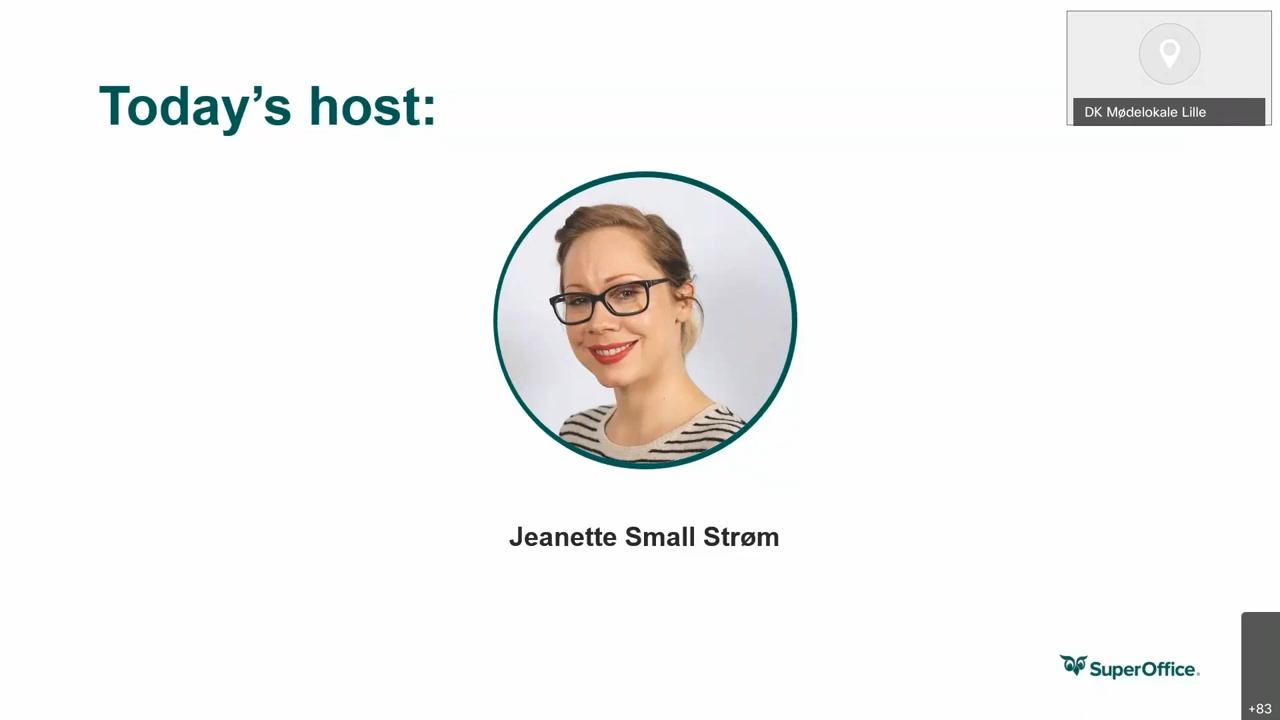 Today’s host:
DK Mødelokale Lille
Jeanette Small Strøm
SuperOffice®
+83